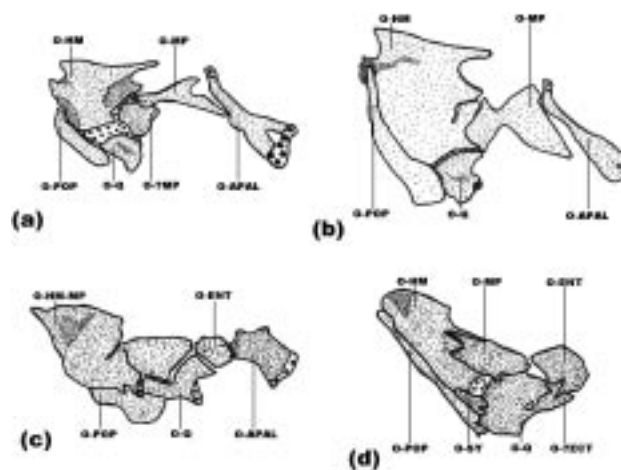 O-HM O-MP
O-POP O-Q O-TMP O-APAL
(a)
O-HM O-MP
O-POP O-Q O-APAL
(b)
O-HM-MP O-ENT
O-POP O-Q O-APAL
(c)
O-HM O-MP O-ENT
O-POP O-SY O-Q O-TECT
(d)